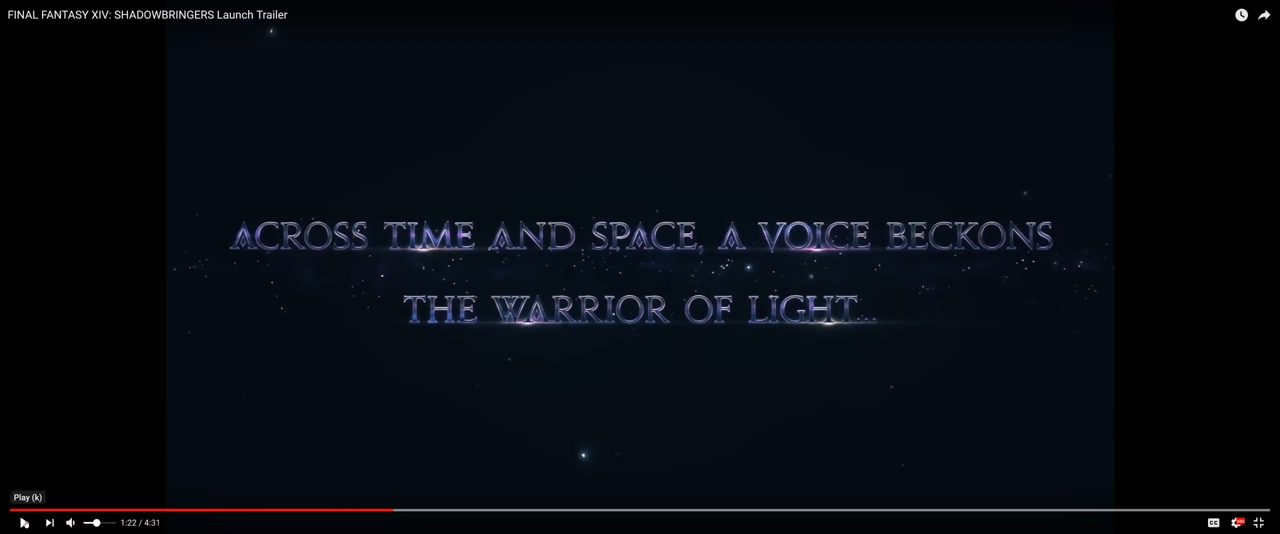 FINAL FANTASY XIV: SHADOWBRINGERS Launch Trailer
ACROSS TIME AND SPACE, A VOICE BECKONS
THE WARRIOR OF LIGHT...
Play (k)
1:22 / 4:31
CC